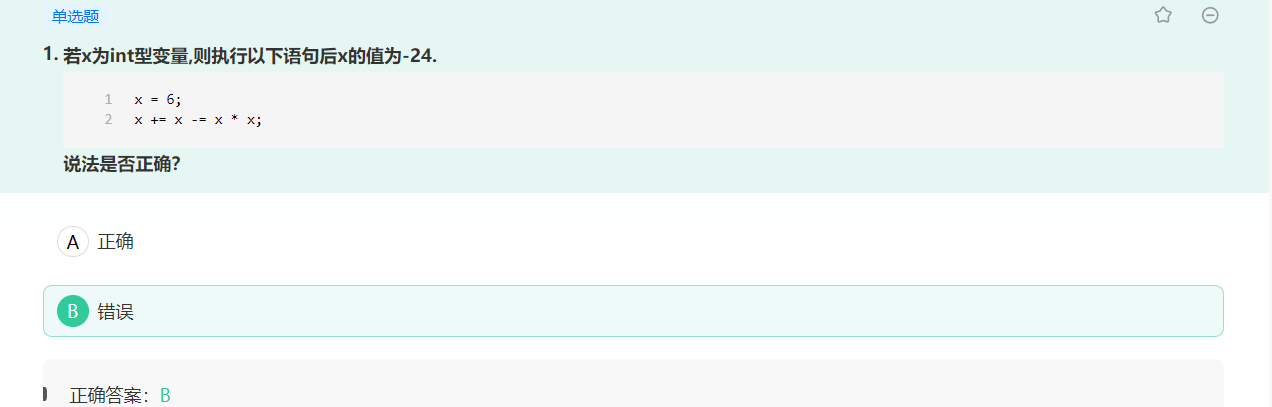 单选题
1. 若x为int型变量,则执行以下语句后x的值为-24.
1 x = 6;
2 x += x -= x * x;
说法是否正确?
A 正确
B 错误
正确答案：B